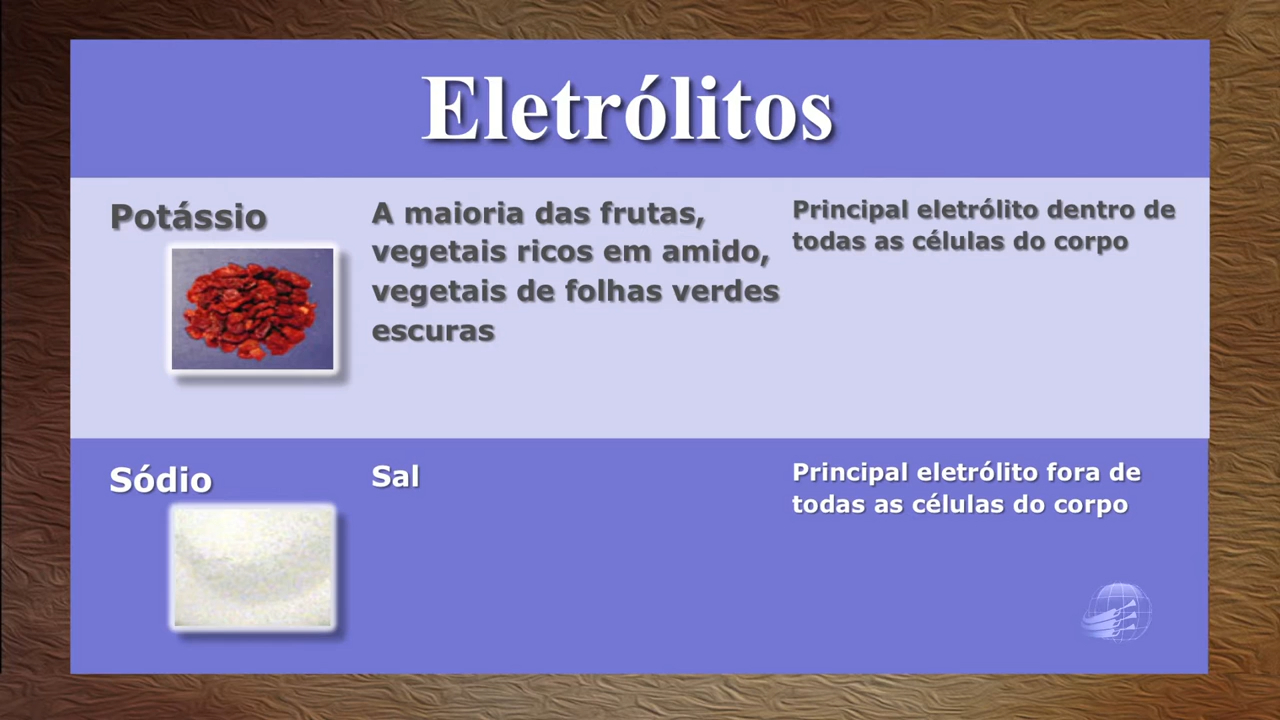 Eletrólitos
Potássio
A maioria das frutas,
vegetais ricos em amido,
vegetais de folhas verdes
escuras
Principal eletrólito dentro de
todas as células do corpo
Sódio
Sal
Principal eletrólito fora de
todas as células do corpo